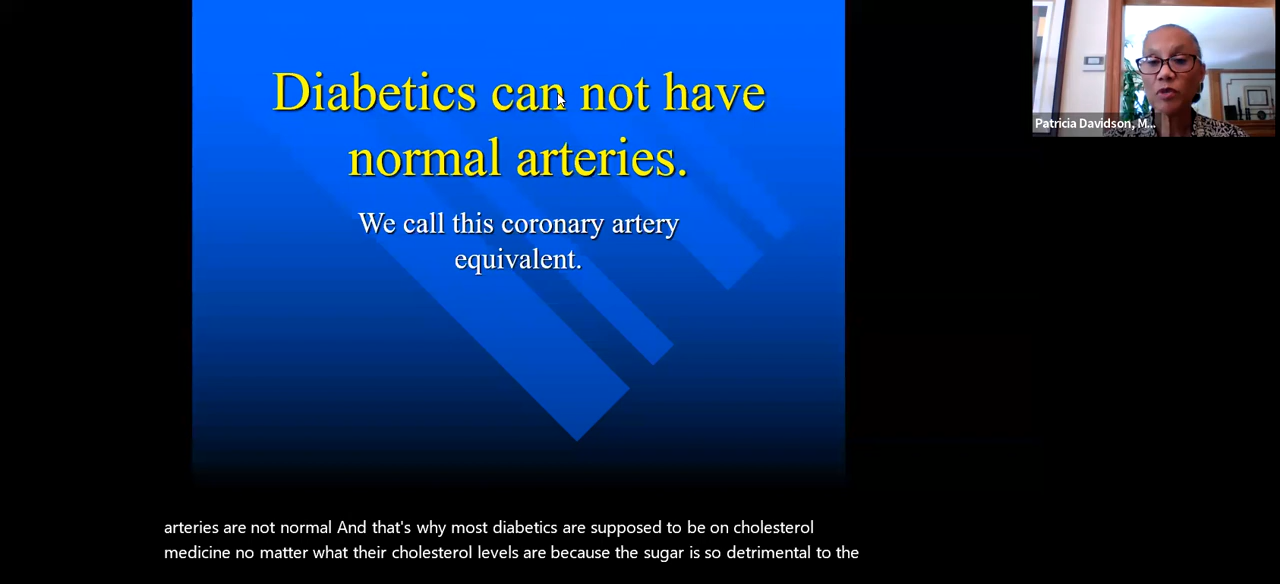 Diabetics can not have
normal arteries.
We call this coronary artery
equivalent.
Patricia Davidson, M...
arteries are not normal And that's why most diabetics are supposed to be on cholesterol
medicine no matter what their cholesterol levels are because the sugar is so detrimental to the